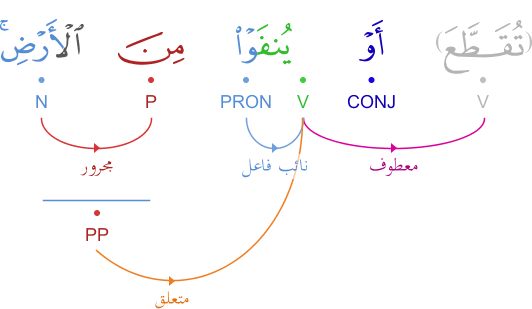 (تُقَطَّعَ) أَوْ يُنفَوْا۟ مِنَ ٱلْأَرْضِ ۚ
V CONJ V PRON P N
معطوف نائب فاعل مجرور
PP
متعلق